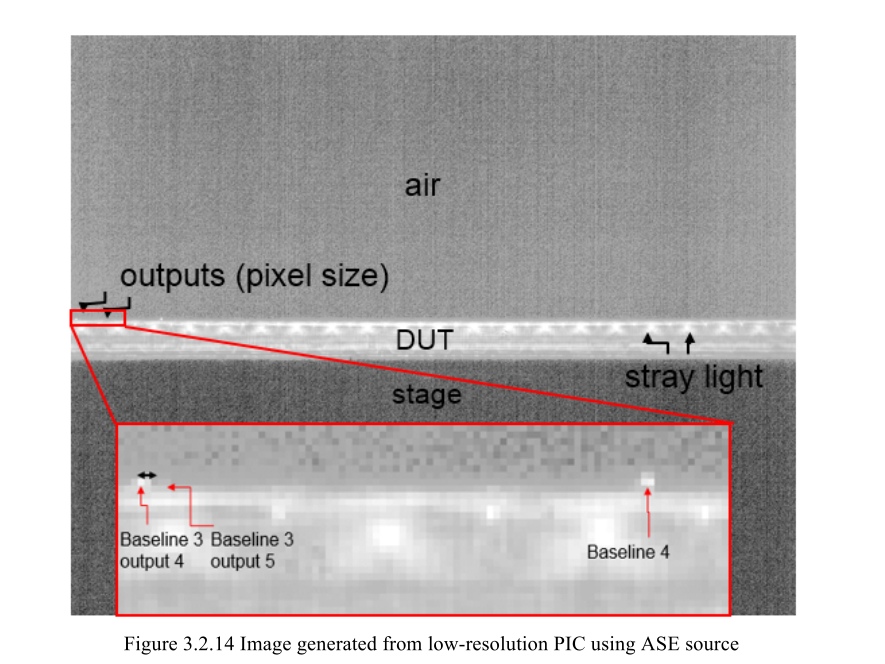 air
outputs (pixel size)
DUT
stray light
stage
Baseline 3 Baseline 3
output 4 output 5
Baseline 4
Figure 3.2.14 Image generated from low-resolution PIC using ASE source